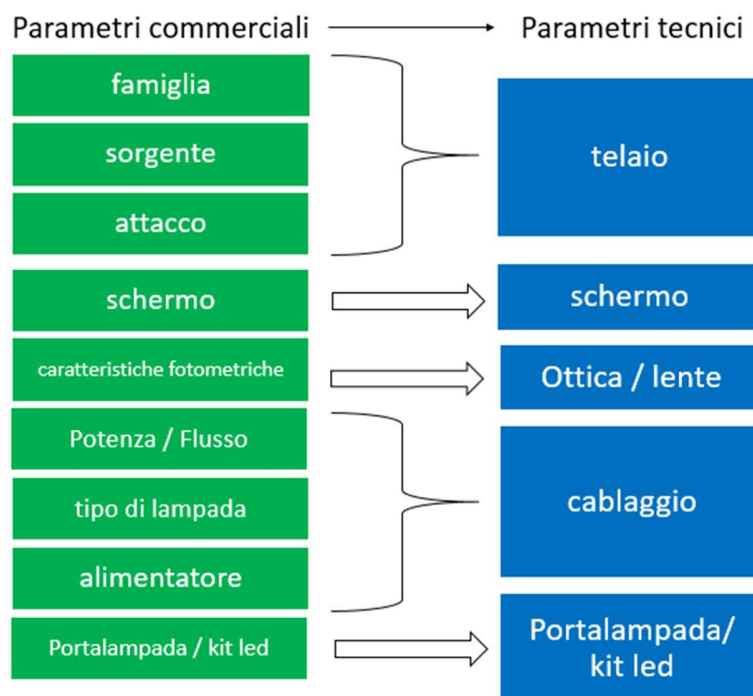 Parametri commerciali
Parametri tecnici
famiglia
sorgente
attacco
telaio
schermo
schermo
caratteristiche fotometriche
Ottica / lente
Potenza / Flusso
tipo di lampada
alimentatore
cablaggio
Portalampada / kit led
Portalampada/
kit led